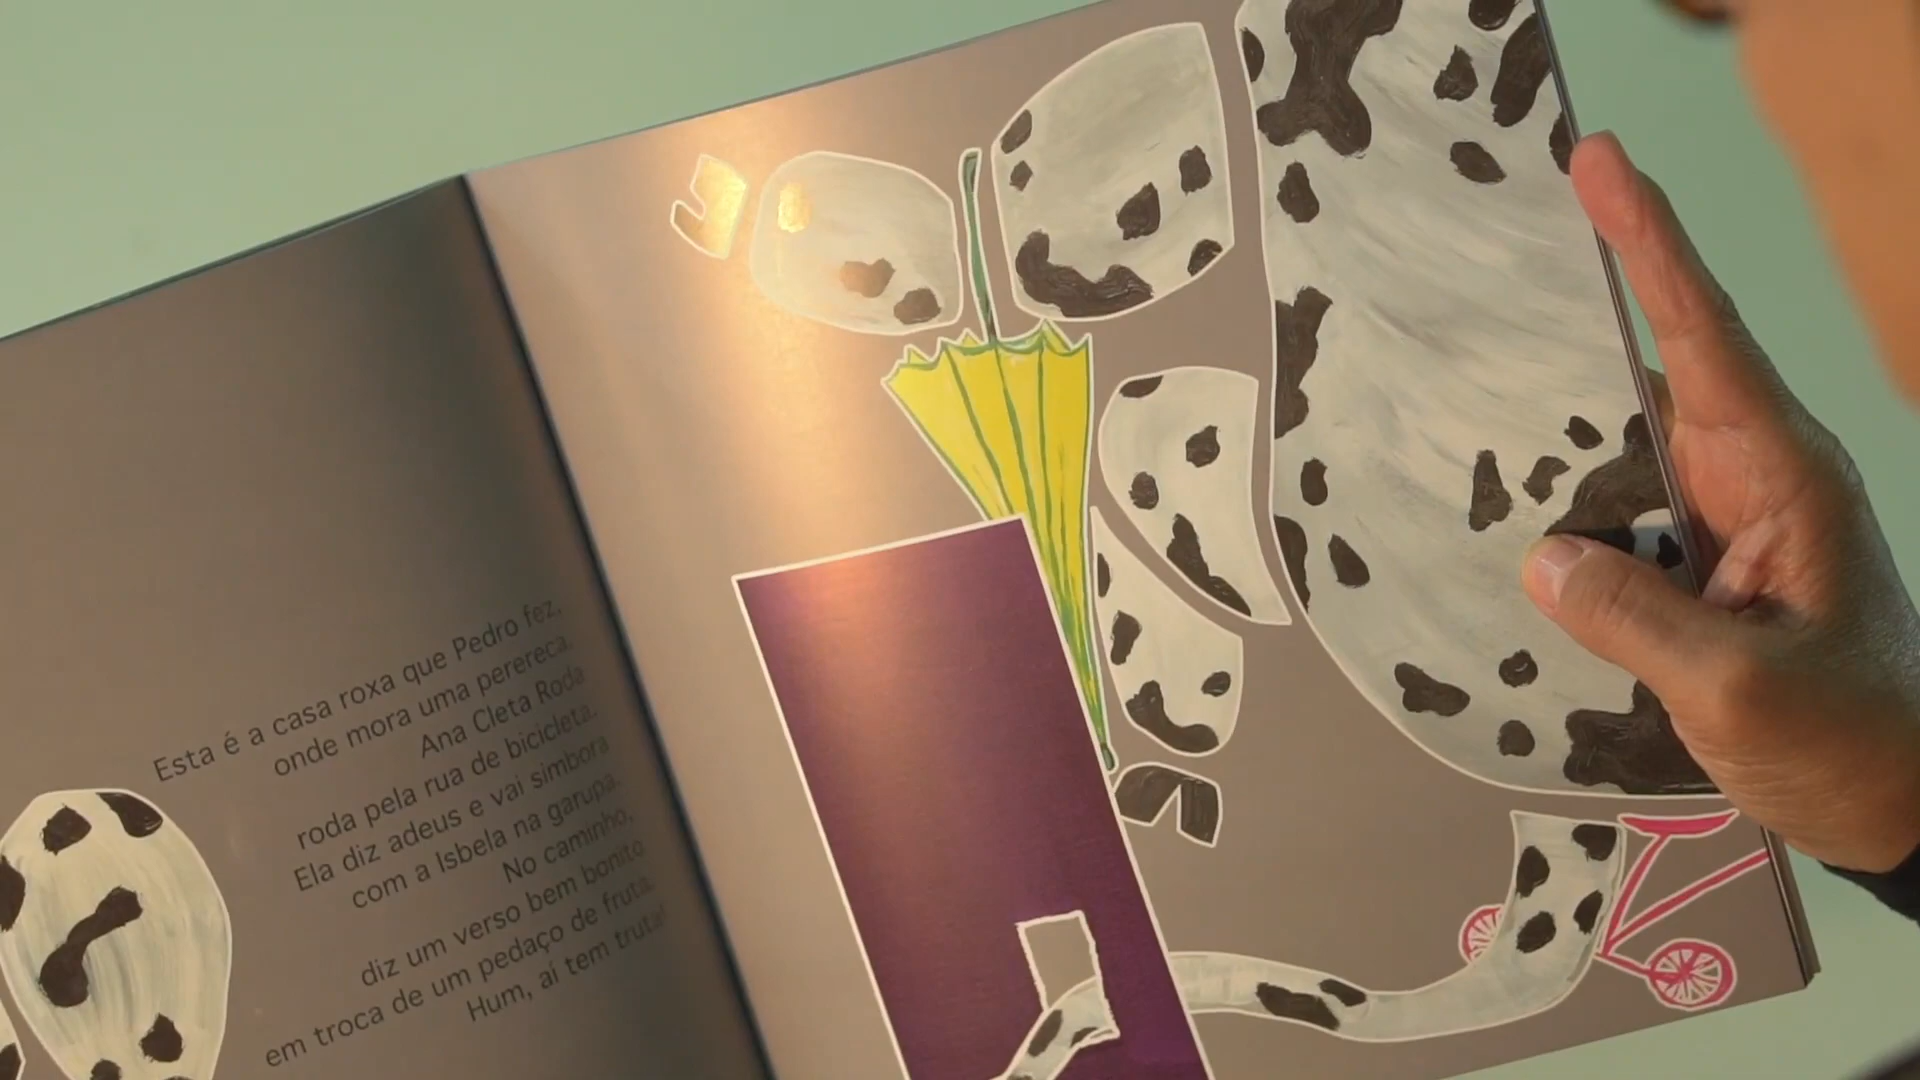 Esta é a casa roxa que Pedro fez,
onde mora uma perereca.
Ana Cleta Roda
roda pela rua de bicicleta.
Ela diz adeus e vai simbora
com a Isbela na garupa.
No caminho,
diz um verso bem bonito
em troca de um pedaço de fruta.
Hum, aí tem truta!